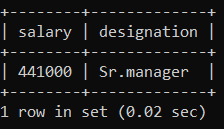 +--------+-------------+
| salary | designation |
+--------+-------------+
| 441000 | Sr.manager  |
+--------+-------------+
1 row in set (0.02 sec)